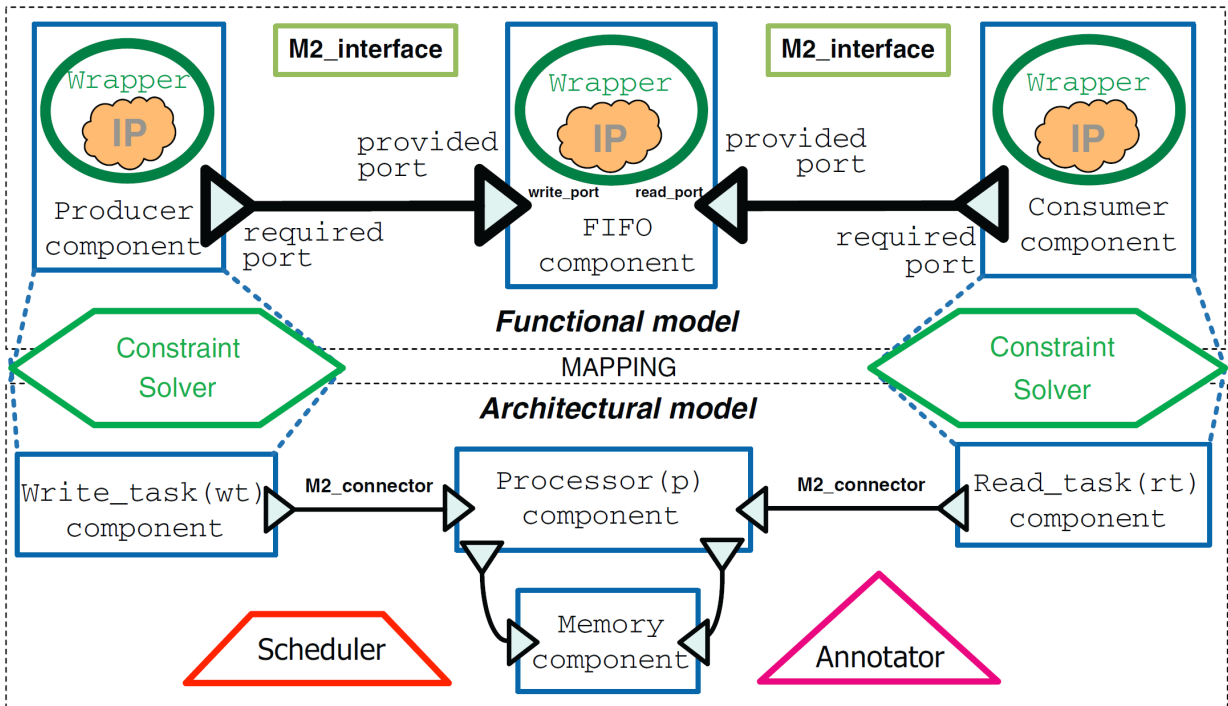 M2_interface
M2_interface
Wrapper
IP
Wrapper
IP
Wrapper
IP
provided
port
provided
port
write_port
read_port
Producer
component
required
port
FIFO
component
required
port
Consumer
component
Functional model
Constraint
Solver
MAPPING
Constraint
Solver
Architectural model
Write_task(wt)
component
M2_connector
Processor(p)
component
M2_connector
Read_task(rt)
component
Scheduler
Memory
component
Annotator